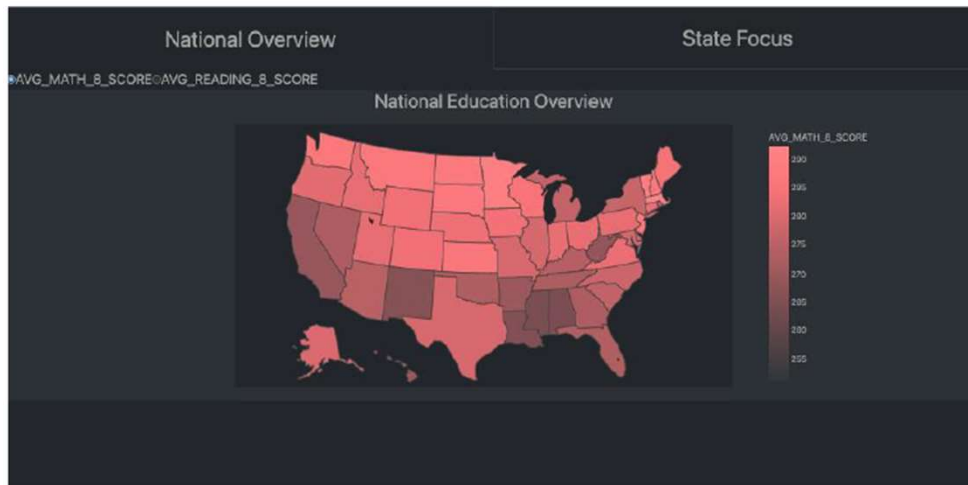 National Overview
State Focus
AVG_MATH_8_SCORE AVG_READING_8_SCORE
National Education Overview
AVG_MATH_8_SCORE
290
285
280
275
270
265
260
255